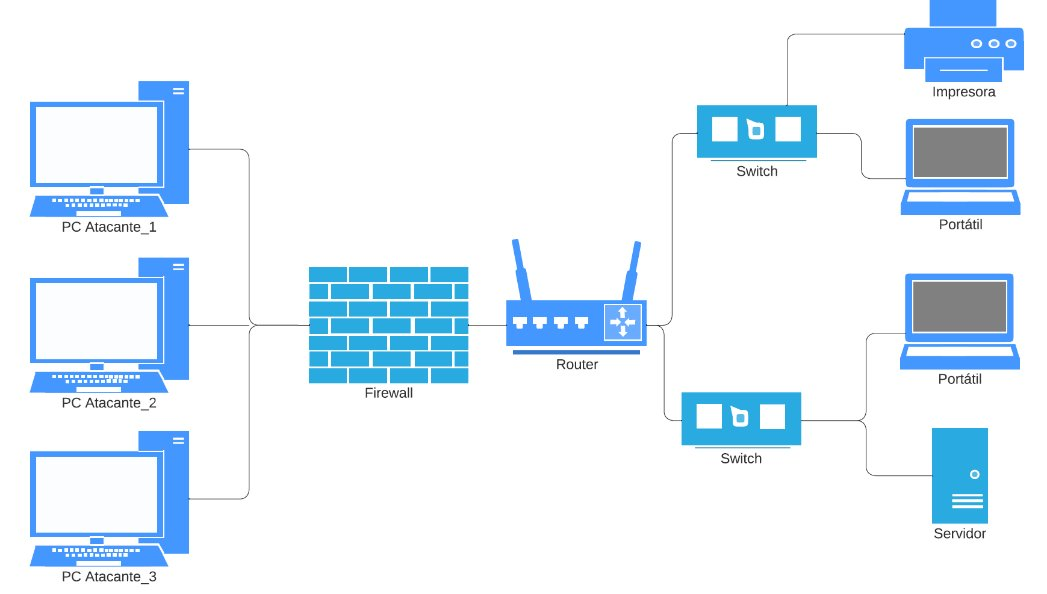 Impresora
Switch
Portátil
PC Atacante_1
Router
Firewall
Portátil
PC Atacante_2
Switch
Servidor
PC Atacante_3